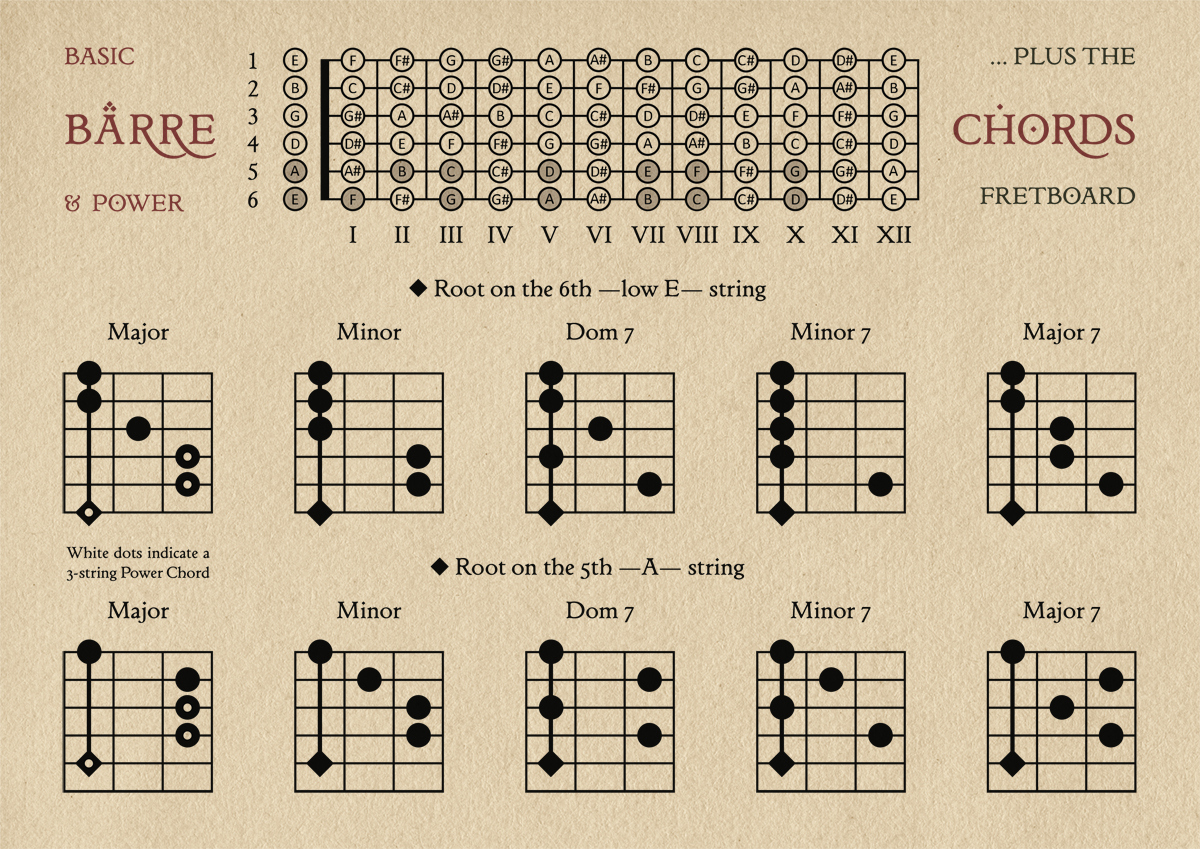 BASIC
BÄRRE
& POWER
... PLUS THE
CHORDS
FRETBOARD
1 E F F# G G# A A# B C C# D D# E
2 B C C# D D# E F F# G G# A A# B
3 G G# A A# B C C# D D# E F F# G
4 D D# E F F# G G# A A# B C C# D
5 A A# B C C# D D# E F F# G G# A
6 E F F# G G# A A# B C C# D D# E
I II III IV V VI VII VIII IX X XI XII
◆ Root on the 6th —low E— string
Major Minor Dom 7 Minor 7 Major 7
White dots indicate a
3-string Power Chord
◆ Root on the 5th —A— string
Major Minor Dom 7 Minor 7 Major 7